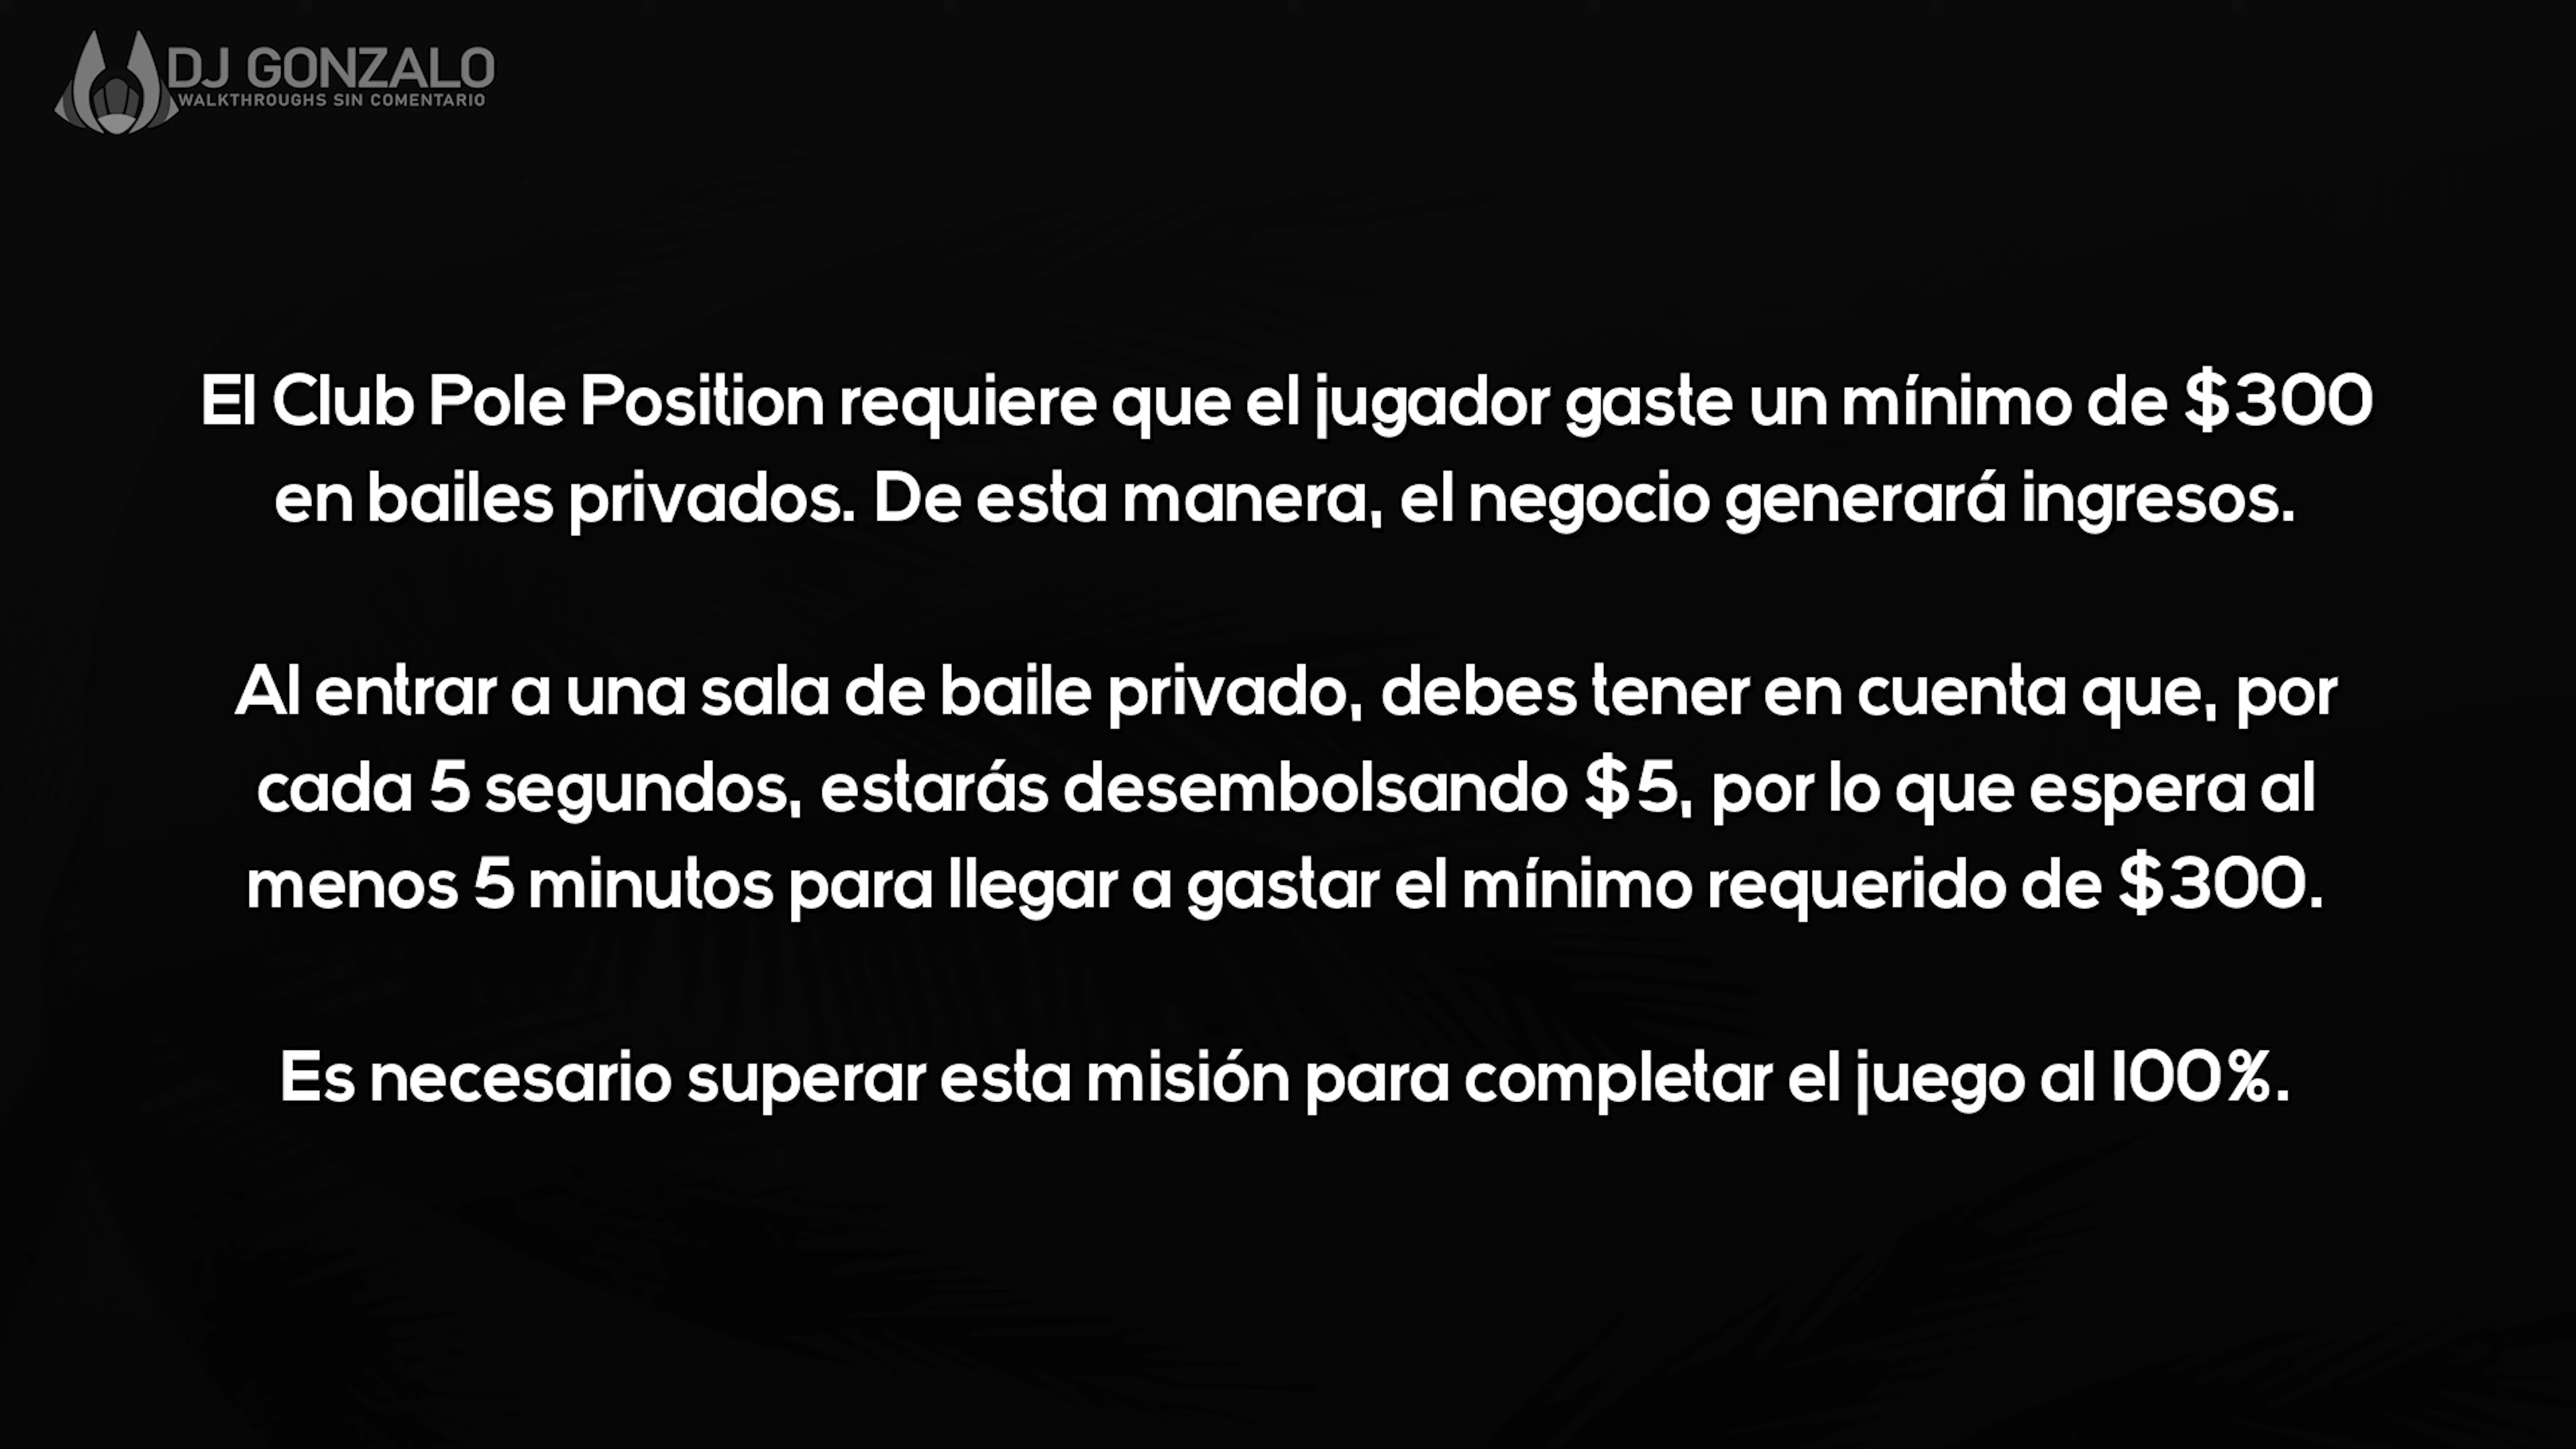 DJ GONZALO
WALKTHROUGHS SIN COMENTARIO
El Club Pole Position requiere que el jugador gaste un mínimo de $300
en bailes privados. De esta manera, el negocio generará ingresos.
Al entrar a una sala de baile privado, debes tener en cuenta que, por
cada 5 segundos, estarás desembolsando $5, por lo que espera al
menos 5 minutos para llegar a gastar el mínimo requerido de $300.
Es necesario superar esta misión para completar el juego al 100%.